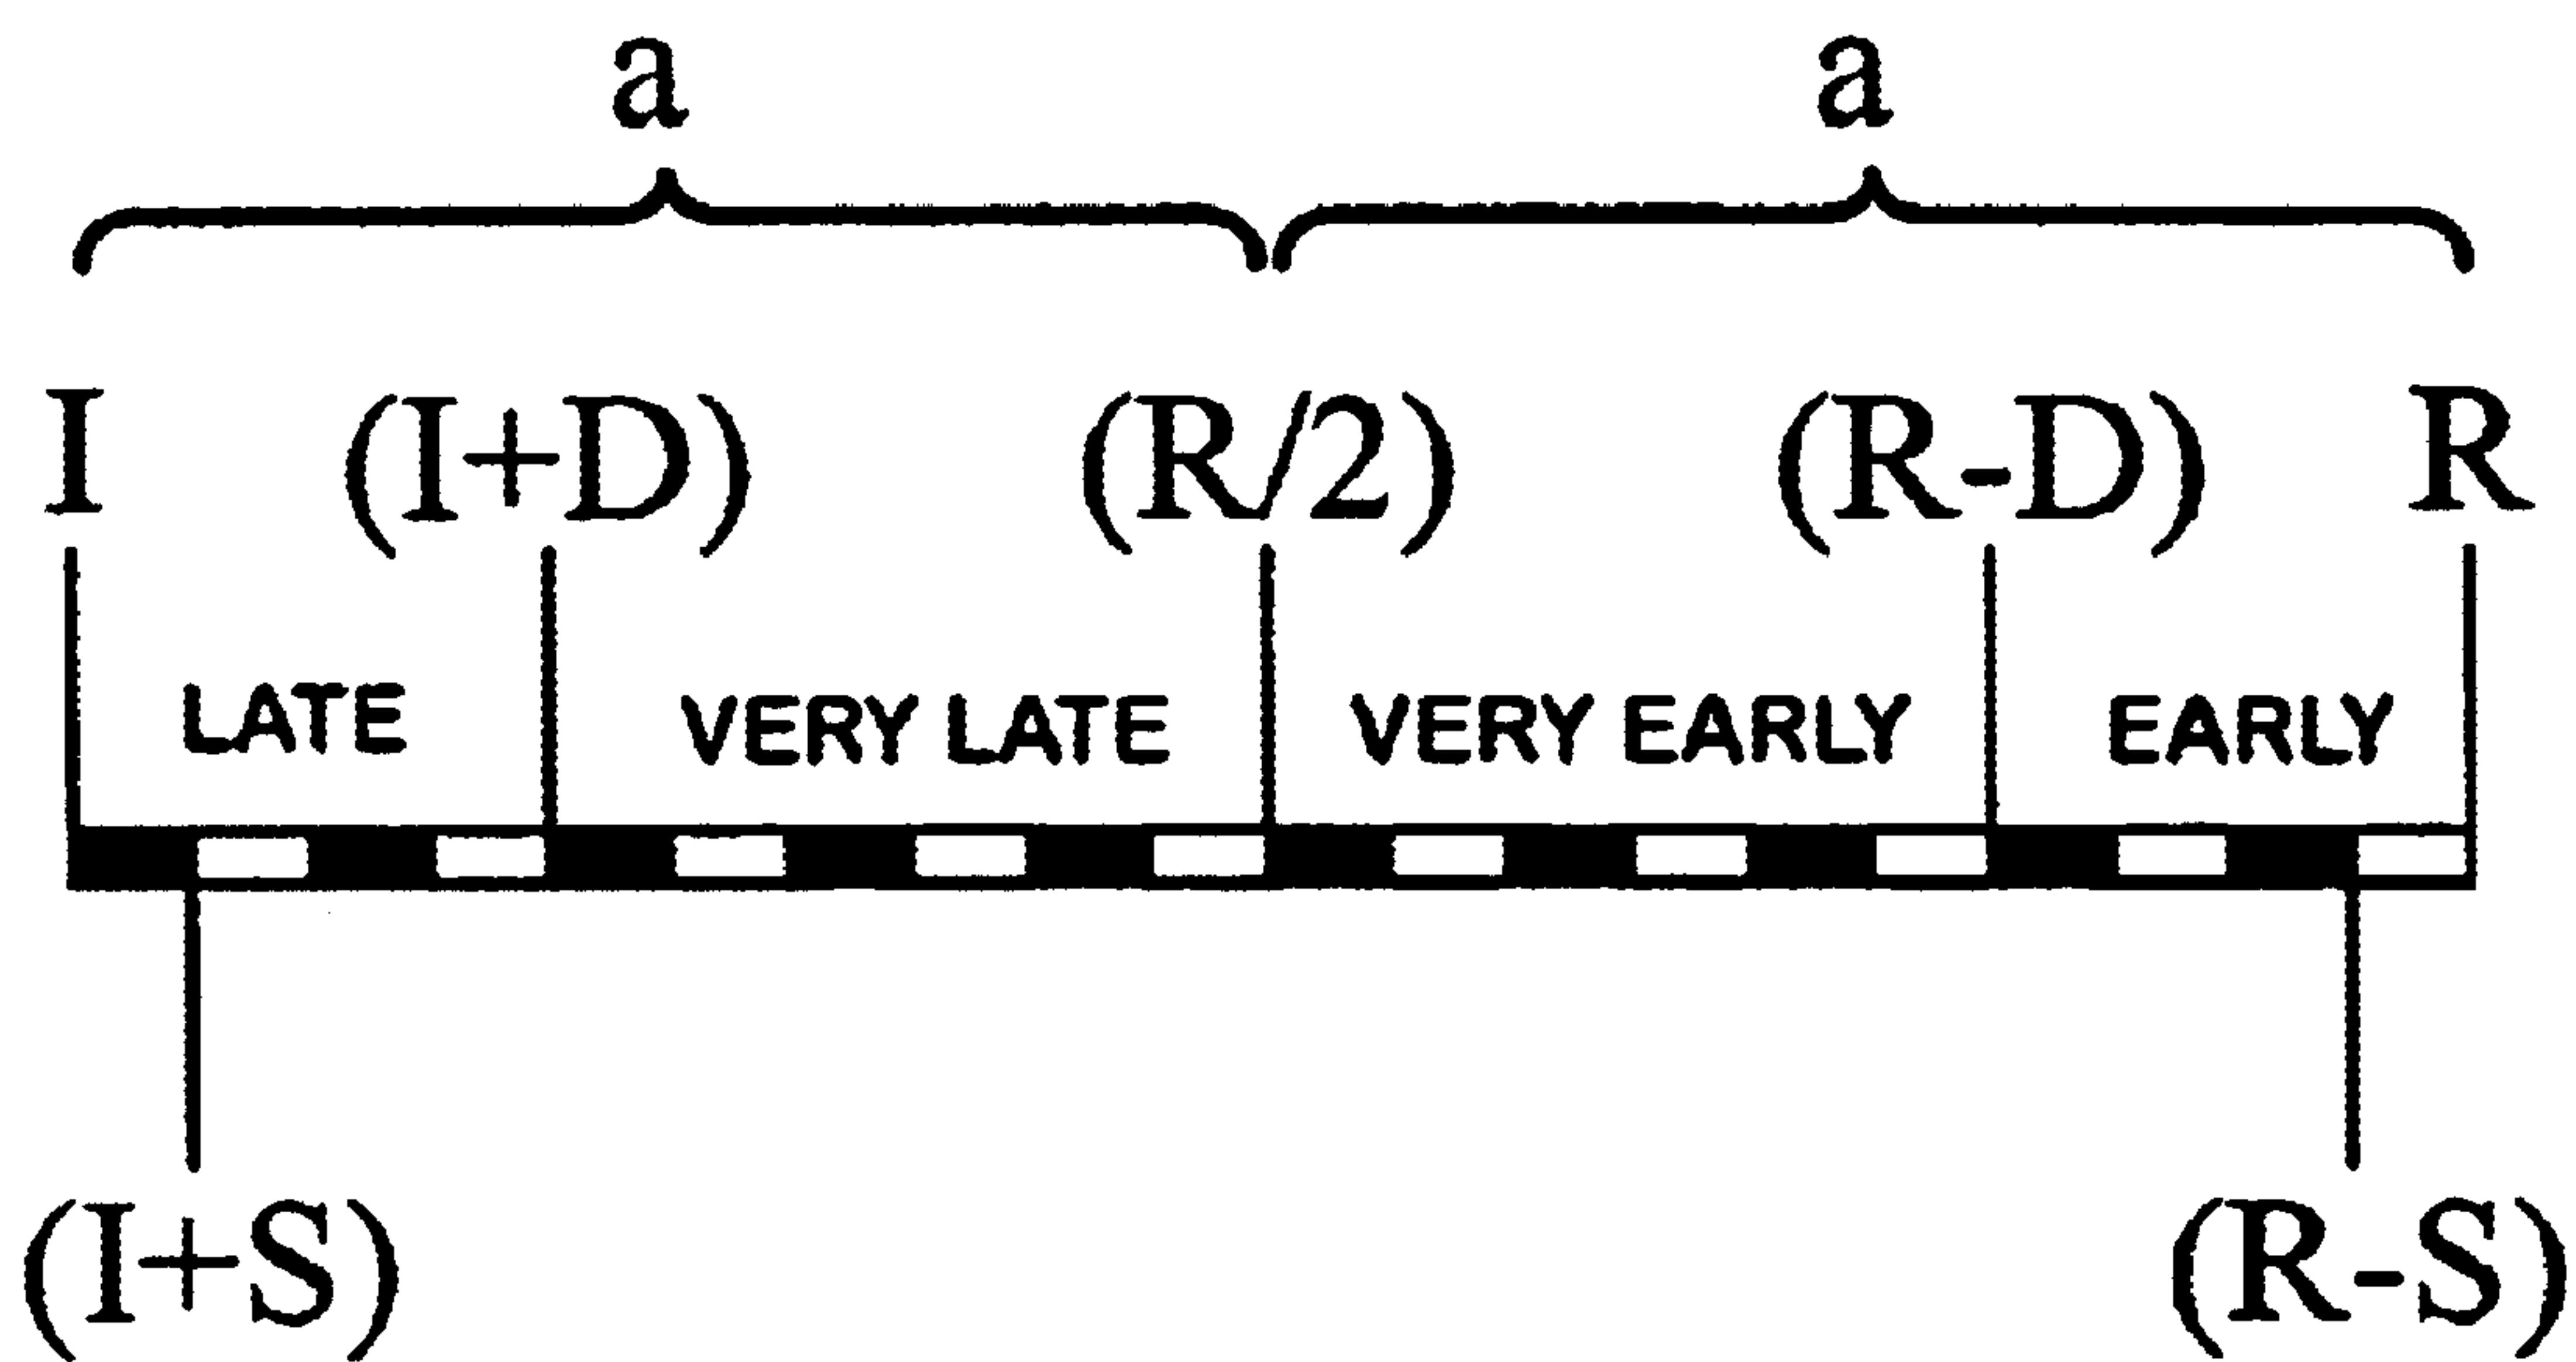 a a
I (I+D) (R/2) (R-D) R
LATE VERY LATE VERY EARLY EARLY
(I+S) (R-S)